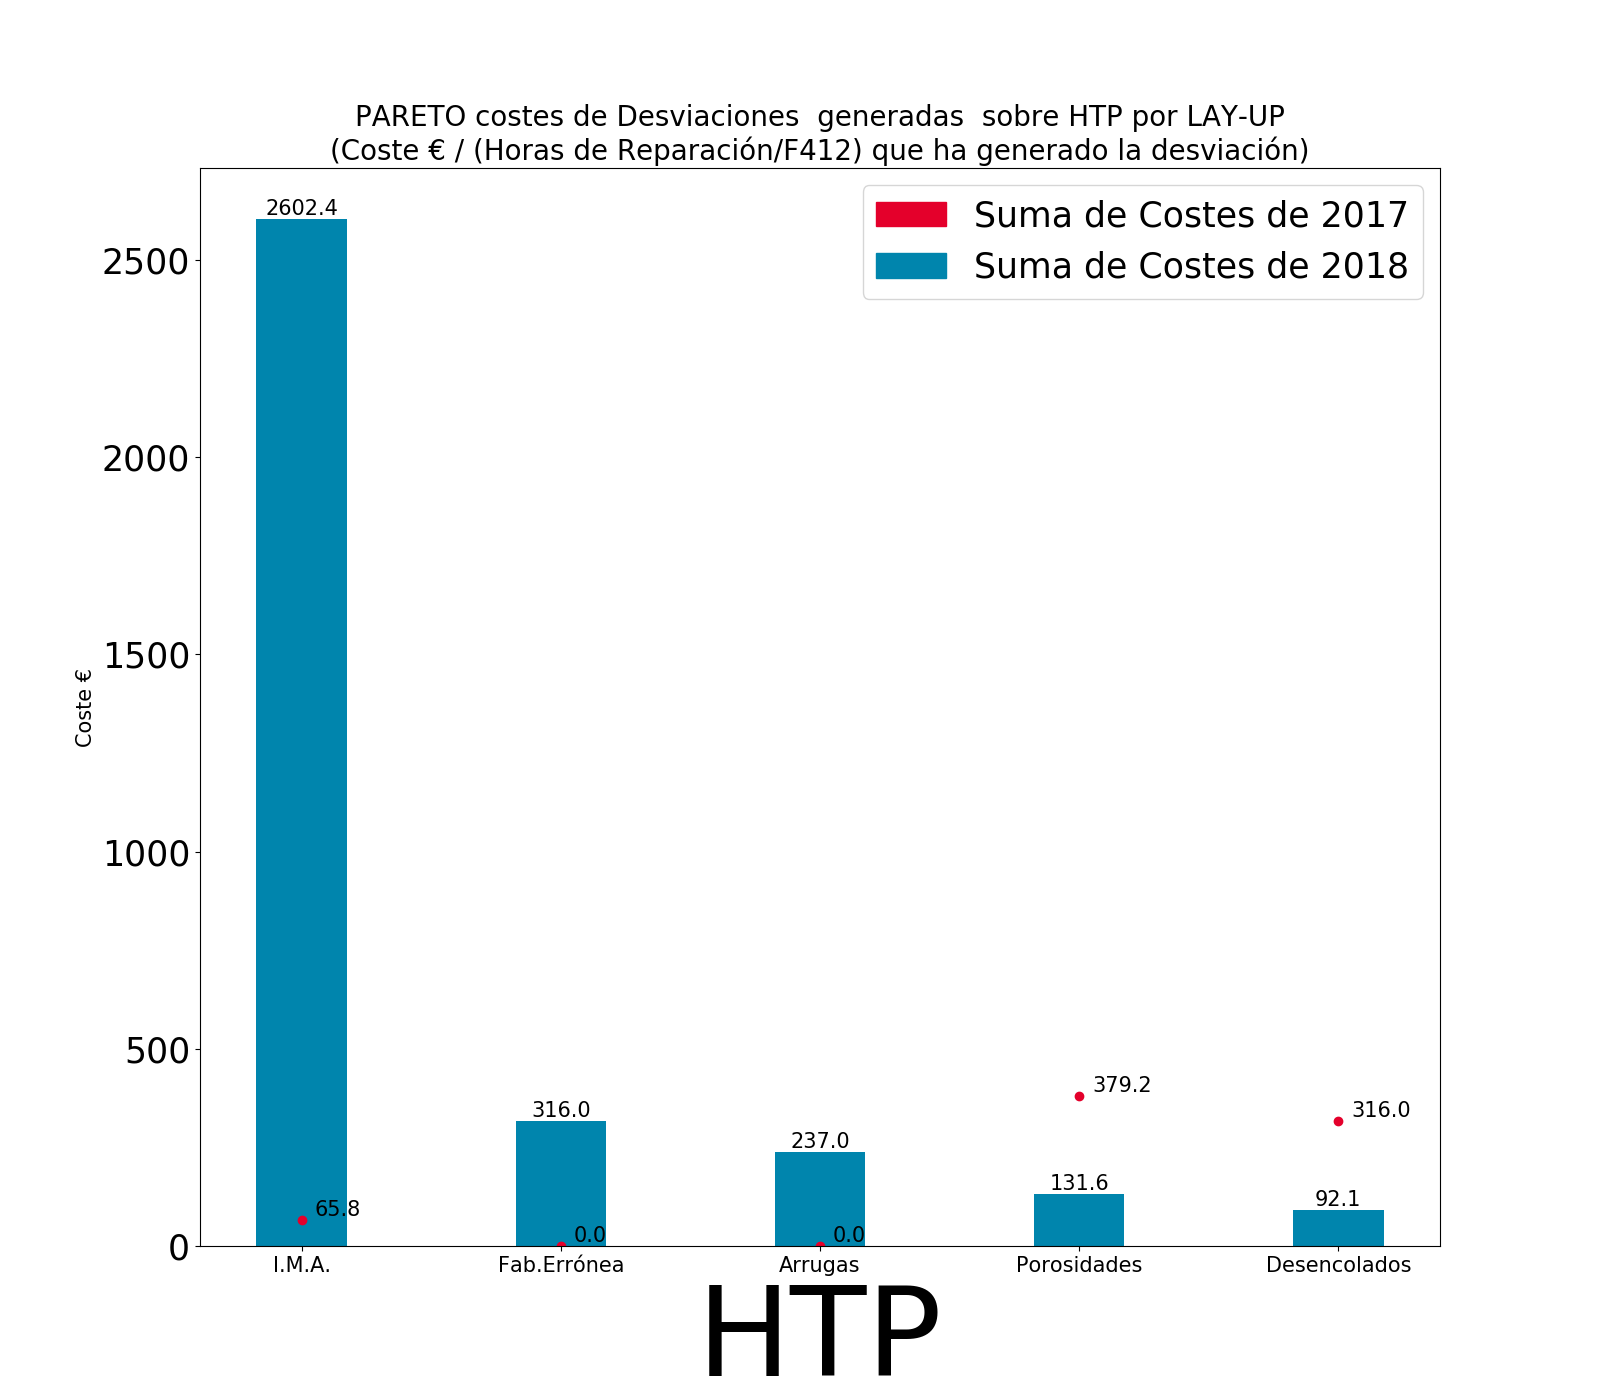 PARETO costes de Desviaciones  generadas  sobre HTP por LAY-UP
(Coste € / (Horas de Reparación/F412) que ha generado la desviación)
Suma de Costes de 2017
Suma de Costes de 2018
Coste €
2500
2000
1500
1000
500
0
2602.4
316.0
237.0
131.6
92.1
65.8
0.0
0.0
379.2
316.0
I.M.A.
Fab.Errónea
Arrugas
Porosidades
Desencolados
HTP